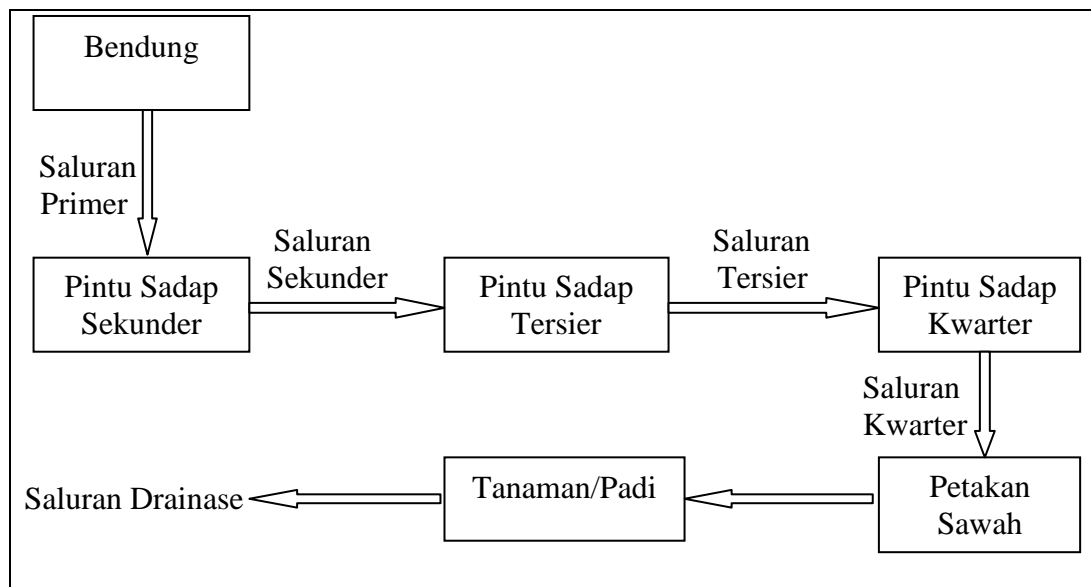 Bendung
Saluran
Primer
Pintu Sadap
Sekunder
Saluran
Sekunder
Pintu Sadap
Tersier
Saluran
Tersier
Pintu Sadap
Kwarter
Saluran
Kwarter
Petakan
Sawah
Tanaman/Padi
Saluran Drainase